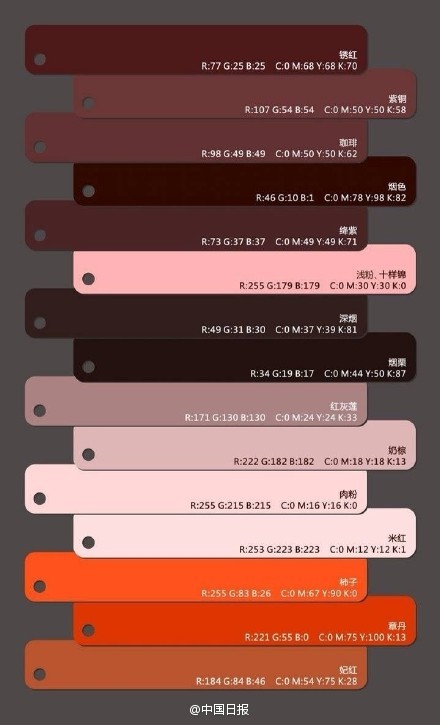 锈红
R:77 G:25 B:25 C:0 M:68 Y:68 K:70
紫铜
R:107 G:54 B:54 C:0 M:50 Y:50 K:58
咖琲
R:98 G:49 B:49 C:0 M:50 Y:50 K:62
烟色
R:46 G:10 B:1 C:0 M:78 Y:98 K:82
绛紫
R:73 G:37 B:37 C:0 M:49 Y:49 K:71
浅粉、十样锦
R:255 G:179 B:179 C:0 M:30 Y:30 K:0
深烟
R:49 G:31 B:30 C:0 M:37 Y:39 K:81
烟栗
R:34 G:19 B:17 C:0 M:44 Y:50 K:87
红灰莲
R:171 G:130 B:130 C:0 M:24 Y:24 K:33
奶棕
R:222 G:182 B:182 C:0 M:18 Y:18 K:13
肉粉
R:255 G:215 B:215 C:0 M:16 Y:16 K:0
米红
R:253 G:223 B:223 C:0 M:12 Y:12 K:1
柿子
R:255 G:83 B:26 C:0 M:67 Y:90 K:0
章丹
R:221 G:55 B:0 C:0 M:75 Y:100 K:13
妃红
R:184 G:84 B:46 C:0 M:54 Y:75 K:28
@中国日报